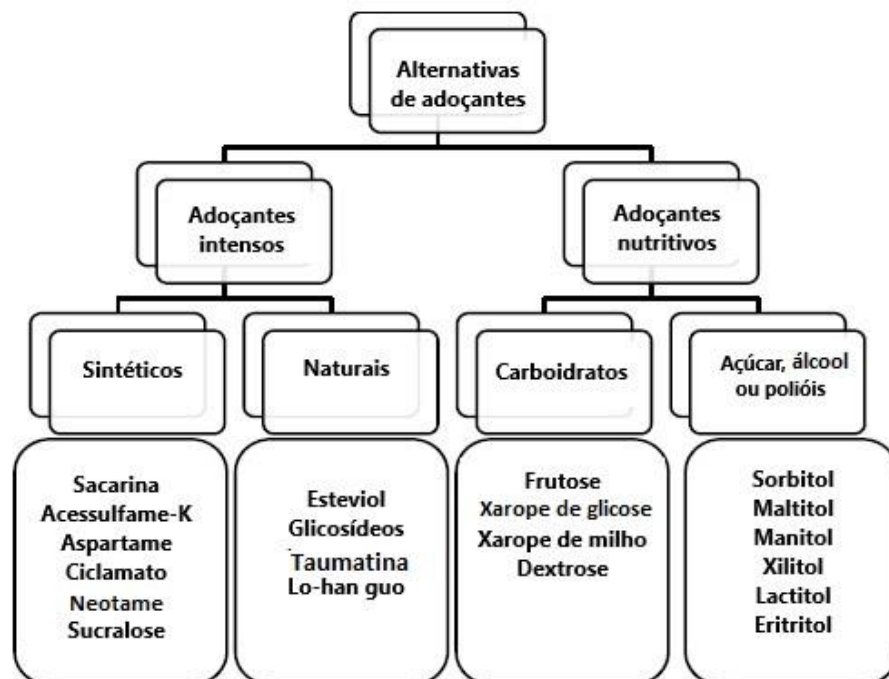 Alternativas
de adoçantes
Adoçantes
intensos
Adoçantes
nutritivos
Sintéticos
Naturais
Carboidratos
Açúcar, álcool
ou polióis
Sacarina
Acessulfame-K
Aspartame
Ciclamato
Neotame
Sucralose
Esteviol
Glicosídeos
Taumatina
Lo-han guo
Frutose
Xarope de glicose
Xarope de milho
Dextrose
Sorbitol
Maltitol
Manitol
Xilitol
Lactitol
Eritritol